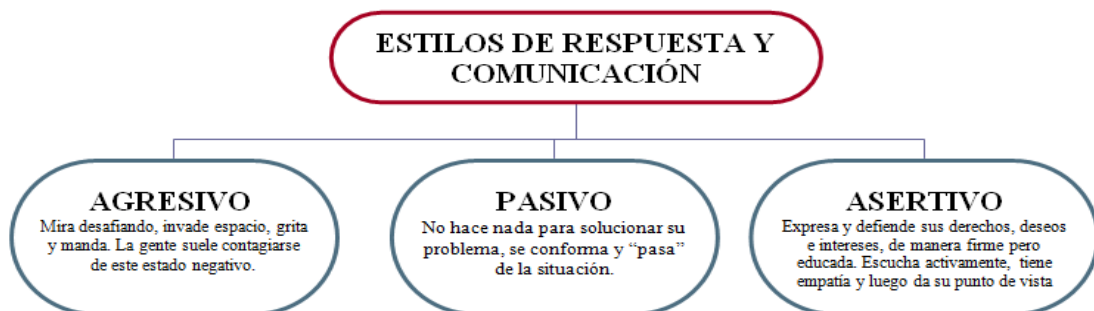 ESTILOS DE RESPUESTA Y
COMUNICACIÓN
AGRESIVO
Mira desafiando, invade espacio, grita
y manda. La gente suele contagiarse
de este estado negativo.
PASIVO
No hace nada para solucionar su
problema, se conforma y “pasa”
de la situación.
ASERTIVO
Expresa y defiende sus derechos, deseos
e intereses, de manera firme pero
educada. Escucha activamente, tiene
empatía y luego da su punto de vista